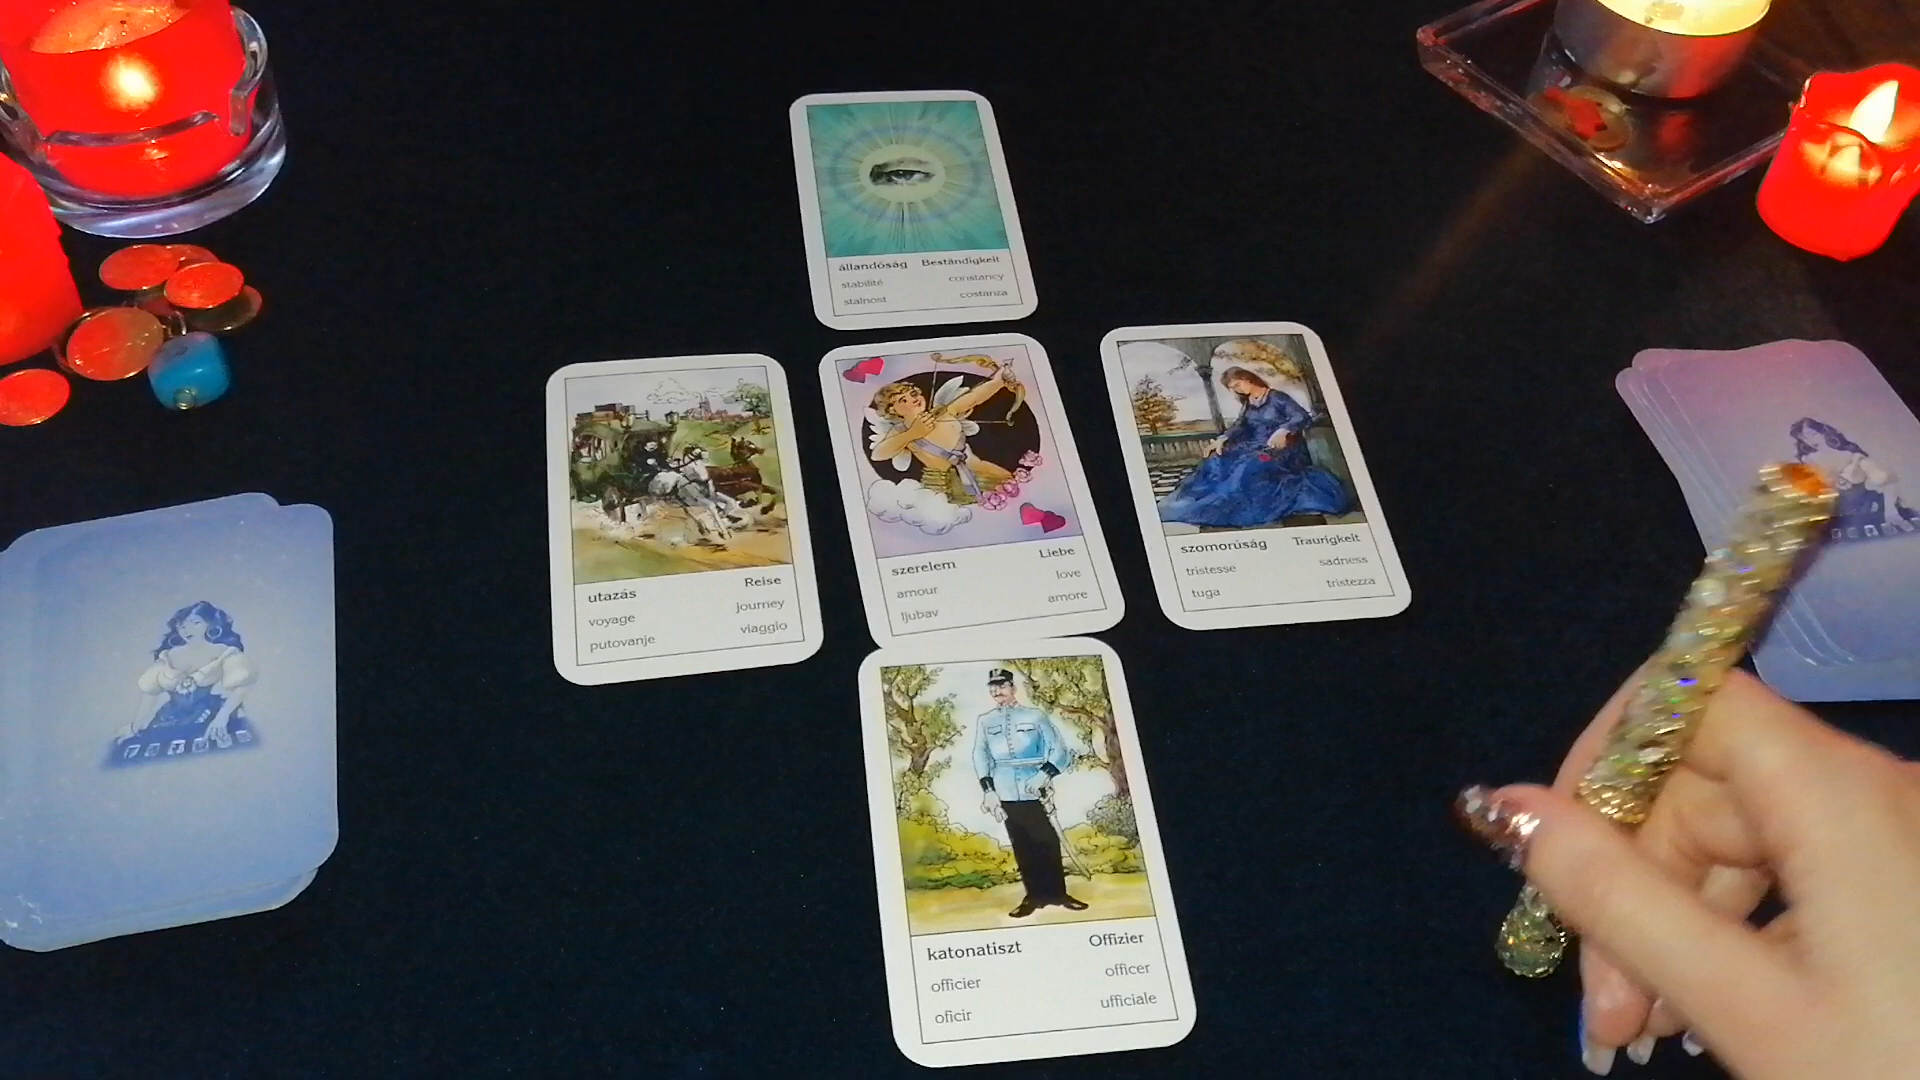 állandóság Beständigkeit
stabilité constancy
stalnost costanza
utazás Reise
voyage journey
putovanje viaggio
szerelem Liebe
amour love
ljubav amore
szomorúság Traurigkeit
tristesse sadness
tuga tristezza
katonatiszt Offizier
officier officer
oficir ufficiale